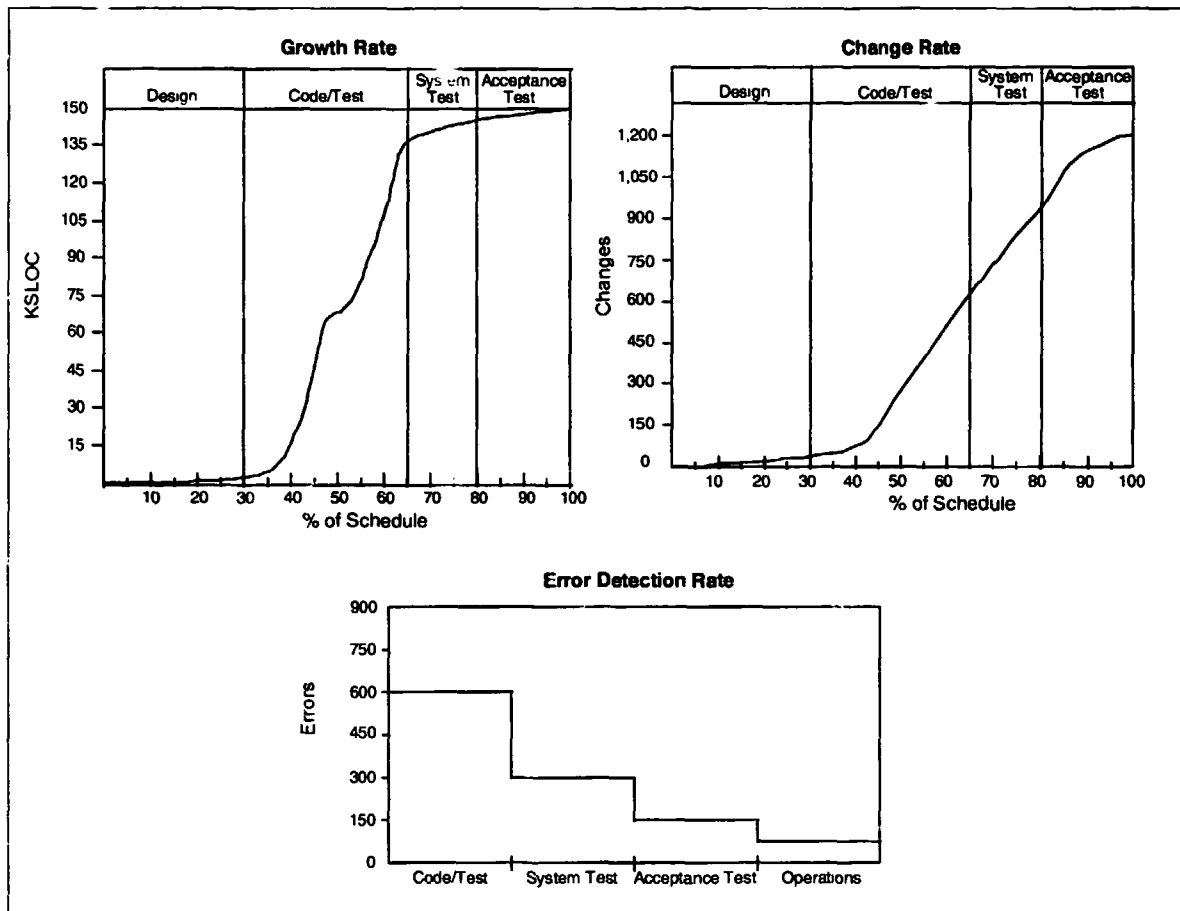 Growth Rate
Design
Code/Test
System
Test
Acceptance
Test
150
135
120
105
90
75
60
45
30
15
KSLOC
10 20 30 40 50 60 70 80 90 100
% of Schedule
Change Rate
Design
Code/Test
System
Test
Acceptance
Test
1,200
1,050
900
750
600
450
300
150
0
Changes
10 20 30 40 50 60 70 80 90 100
% of Schedule
Error Detection Rate
900
750
600
450
300
150
0
Errors
Code/Test System Test Acceptance Test Operations